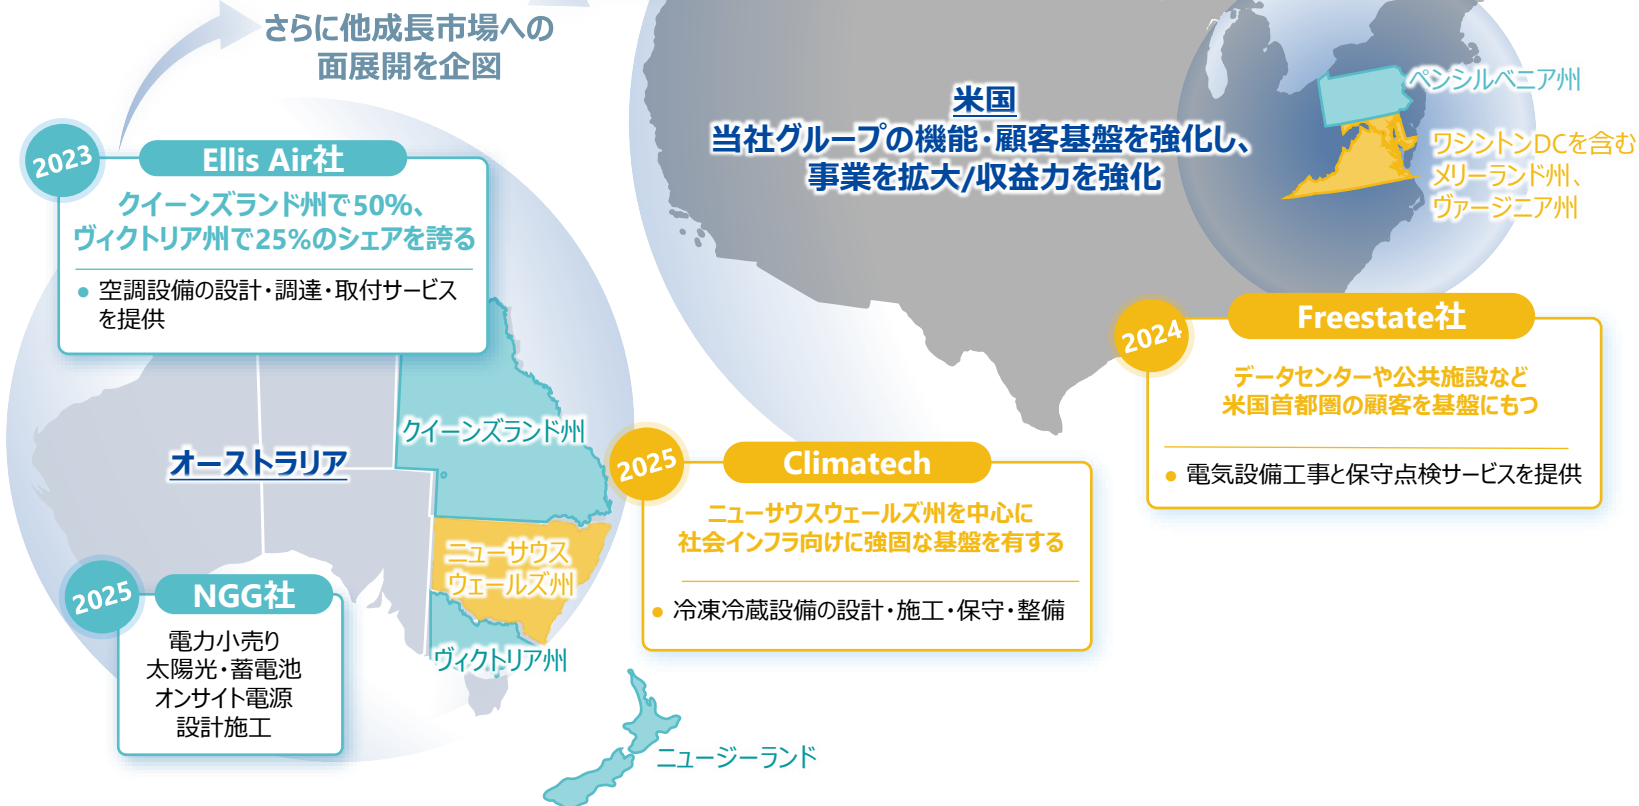 さらに他成長市場への
面展開を企図
2023
Ellis Air社
クイーンズランド州で50%、
ヴィクトリア州で25%のシェアを誇る
● 空調設備の設計・調達・取付サービス
を提供
米国
当社グループの機能・顧客基盤を強化し、
事業を拡大/収益力を強化
ペンシルベニア州
ワシントンDCを含む
メリーランド州、
ヴァージニア州
2024
Freestate社
データセンターや公共施設など
米国首都圏の顧客を基盤にもつ
● 電気設備工事と保守点検サービスを提供
オーストラリア
クイーンズランド州
ニューサウス
ウェールズ州
ヴィクトリア州
2025
Climatech
ニューサウスウェールズ州を中心に
社会インフラ向けに強固な基盤を有する
● 冷凍冷蔵設備の設計・施工・保守・整備
2025
NGG社
電力小売り
太陽光・蓄電池
オンサイト電源
設計施工
ニュージーランド